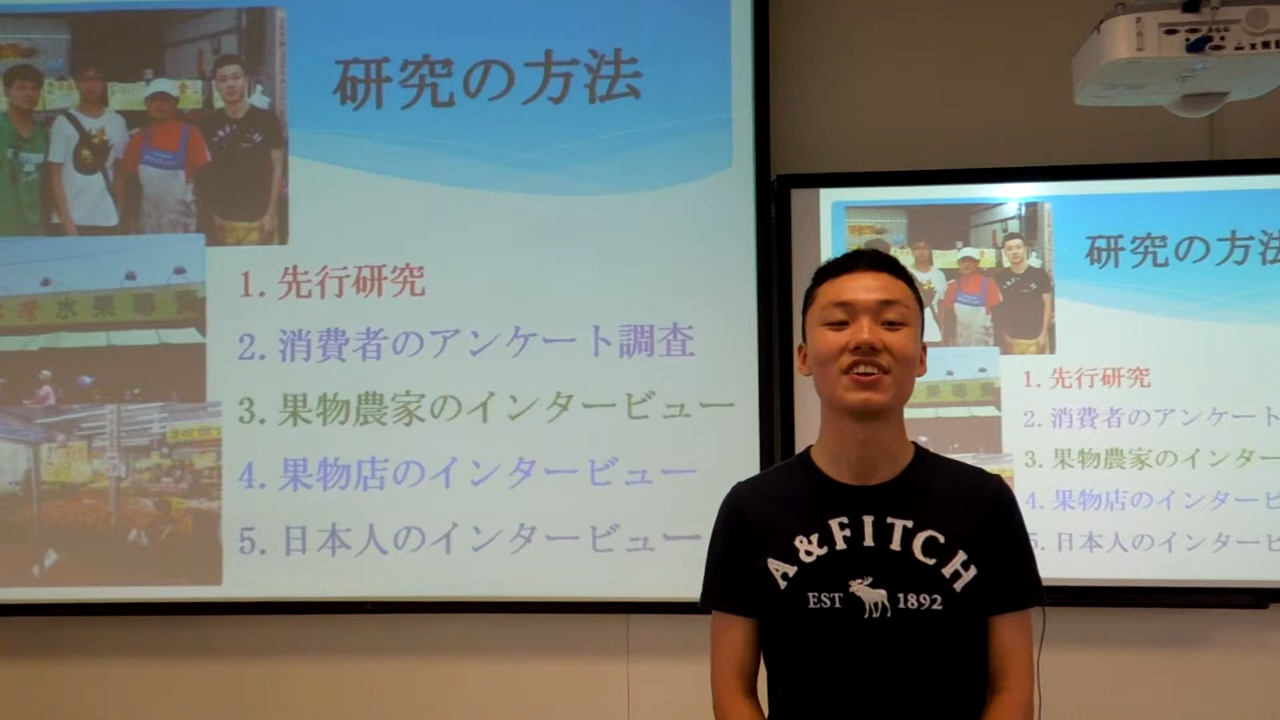 研究の方法
1. 先行研究
2. 消費者のアンケート調査
3. 果物農家のインタービュー
4. 果物店のインタービュー
5. 日本人のインタービュー
水果專
研究の方法
1. 先行研究
2. 消費者のアンケート
3. 果物農家のインター
4. 果物店のインタービ
5. 日本人のインタービ
A&FITCH
EST 1892